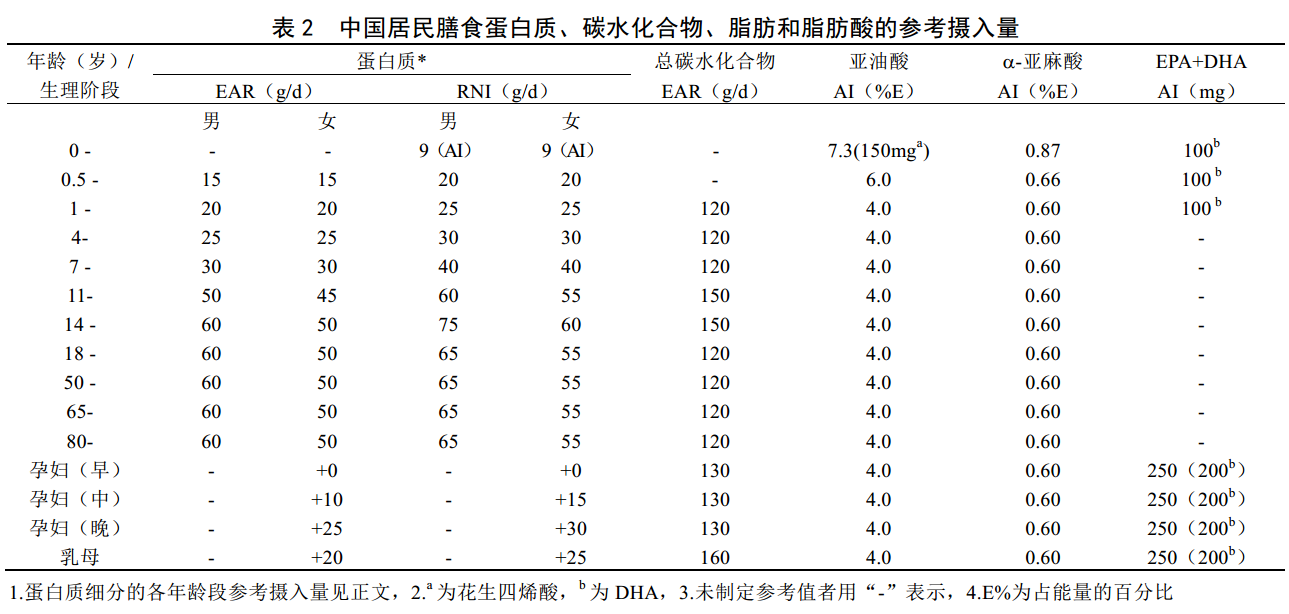 表 2 中国居民膳食蛋白质、碳水化合物、脂肪和脂肪酸的参考摄入量
年龄（岁）/ 蛋白质* 总碳水化合物 亚油酸 α-亚麻酸 EPA+DHA
生理阶段 EAR（g/d） RNI（g/d） EAR（g/d） AI（%E） AI（%E） AI（mg）
男 女 男 女
0 - - - 9（AI） 9（AI） - 7.3(150mgᵃ) 0.87 100ᵇ
0.5 - 15 15 20 20 - 6.0 0.66 100 ᵇ
1 - 20 20 25 25 120 4.0 0.60 100 ᵇ
4- 25 25 30 30 120 4.0 0.60 -
7 - 30 30 40 40 120 4.0 0.60 -
11- 50 45 60 55 150 4.0 0.60 -
14 - 60 50 75 60 150 4.0 0.60 -
18 - 60 50 65 55 120 4.0 0.60 -
50 - 60 50 65 55 120 4.0 0.60 -
65- 60 50 65 55 120 4.0 0.60 -
80- 60 50 65 55 120 4.0 0.60 -
孕妇（早） - +0 - +0 130 4.0 0.60 250（200ᵇ）
孕妇（中） - +10 - +15 130 4.0 0.60 250（200ᵇ）
孕妇（晚） - +25 - +30 130 4.0 0.60 250（200ᵇ）
乳母 - +20 - +25 160 4.0 0.60 250（200ᵇ）
1.蛋白质细分的各年龄段参考摄入量见正文，2.ᵃ 为花生四烯酸，ᵇ 为 DHA，3.未制定参考值者用“-”表示，4.E%为占能量的百分比